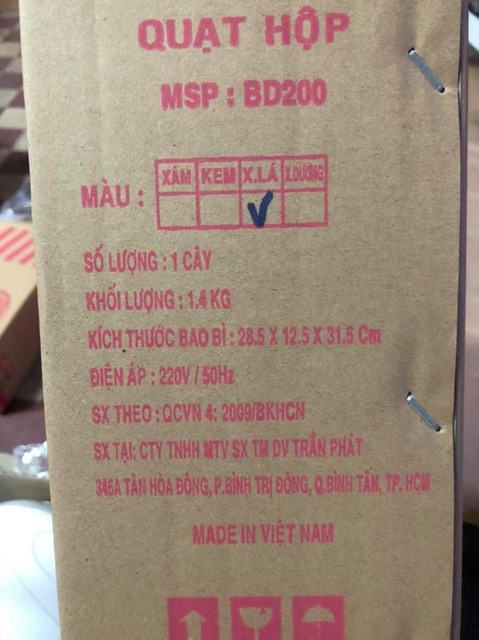 QUẠT HỘP
MSP : BD200
XÁM KEM X.LÁ X.DƯƠNG
MÀU :
SỐ LƯỢNG : 1 CÂY
KHỐI LƯỢNG : 1.4 KG
KÍCH THƯỚC BAO BÌ : 28.5 X 12.5 X 31.5 Cm
ĐIỆN ÁP : 220V / 50Hz
SX THEO : QCVN 4: 2009/BKHCN
SX TẠI: CTY TNHH MTV SX TM DV TRẦN PHÁT
346A TÂN HÒA ĐÔNG, P.BÌNH TRỊ ĐÔNG, Q.BÌNH TÂN, TP. HCM
MADE IN VIỆT NAM